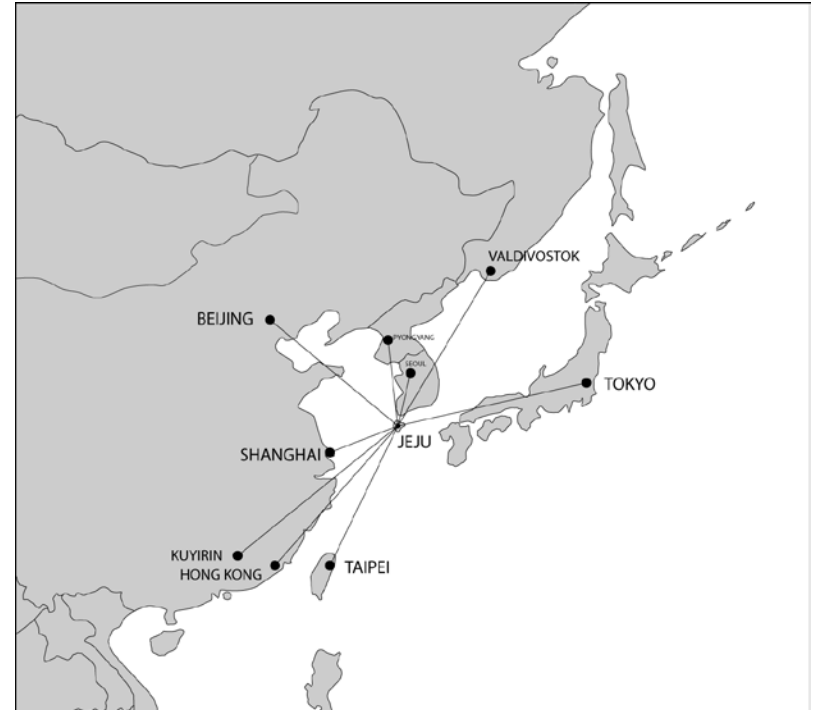 VALDIVOSTOK
BEIJING
PYONGYANG
SEOUL
TOKYO
JEJU
SHANGHAI
KUYIRIN
HONG KONG
TAIPEI